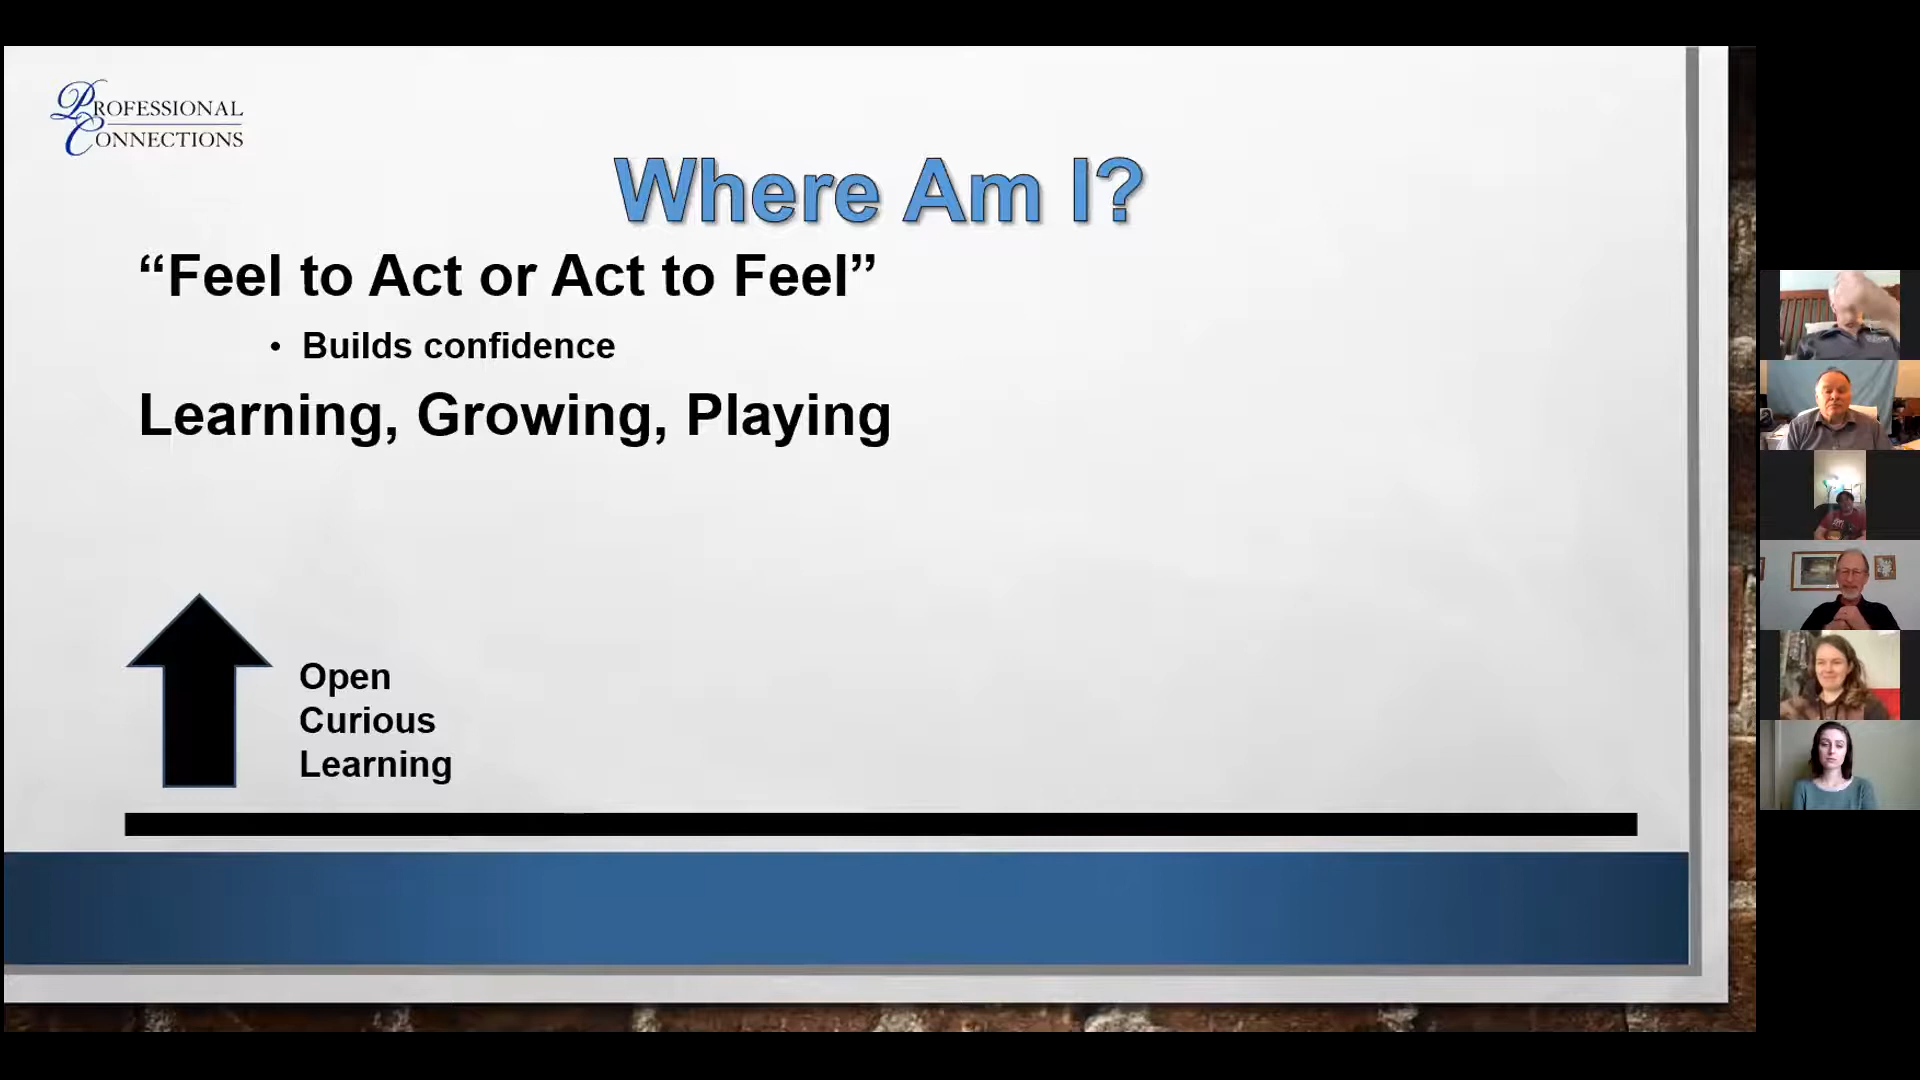 PROFESSIONAL
CONNECTIONS
Where Am I?
“Feel to Act or Act to Feel”
• Builds confidence
Learning, Growing, Playing
Open
Curious
Learning